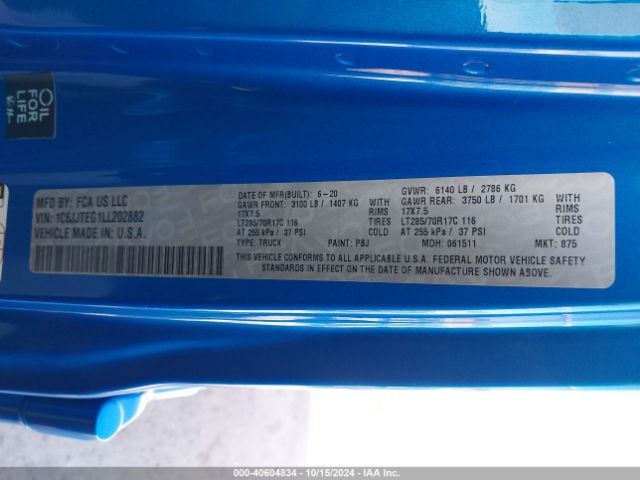 OIL
FOR
LIFE
MFD BY: FCA US LLC
VIN: 1C6JJTEG1LL202882
VEHICLE MADE IN: U.S.A.
DATE OF MFR(BUILT): 6-20
GAWR FRONT: 3100 LB / 1407 KG WITH
17X7.5 RIMS
LT285/70R17C 116 TIRES
AT 255 kPa / 37 PSI COLD
TYPE: TRUCK PAINT: PBJ
GVWR: 6140 LB / 2786 KG
GAWR REAR: 3750 LB / 1701 KG WITH
17X7.5 RIMS
LT285/70R17C 116 TIRES
AT 255 kPa / 37 PSI COLD
MDH: 061511 MKT: 875
THIS VEHICLE CONFORMS TO ALL APPLICABLE U.S.A. FEDERAL MOTOR VEHICLE SAFETY
STANDARDS IN EFFECT ON THE DATE OF MANUFACTURE SHOWN ABOVE.
000-40604834 - 10/15/2024 - IAA Inc.